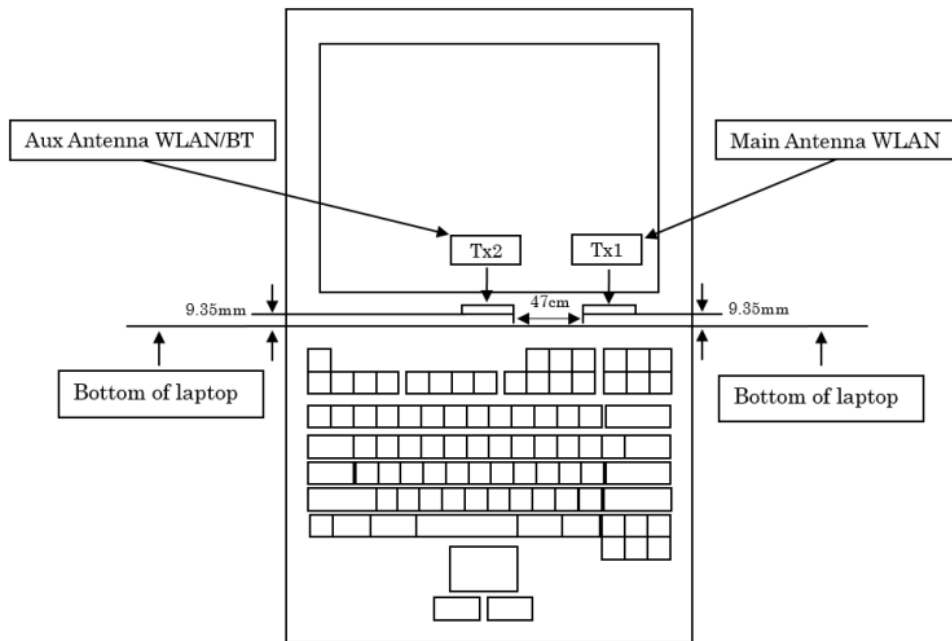 Aux Antenna WLAN/BT
Main Antenna WLAN
Tx2
Tx1
47cm
9.35mm
9.35mm
Bottom of laptop
Bottom of laptop